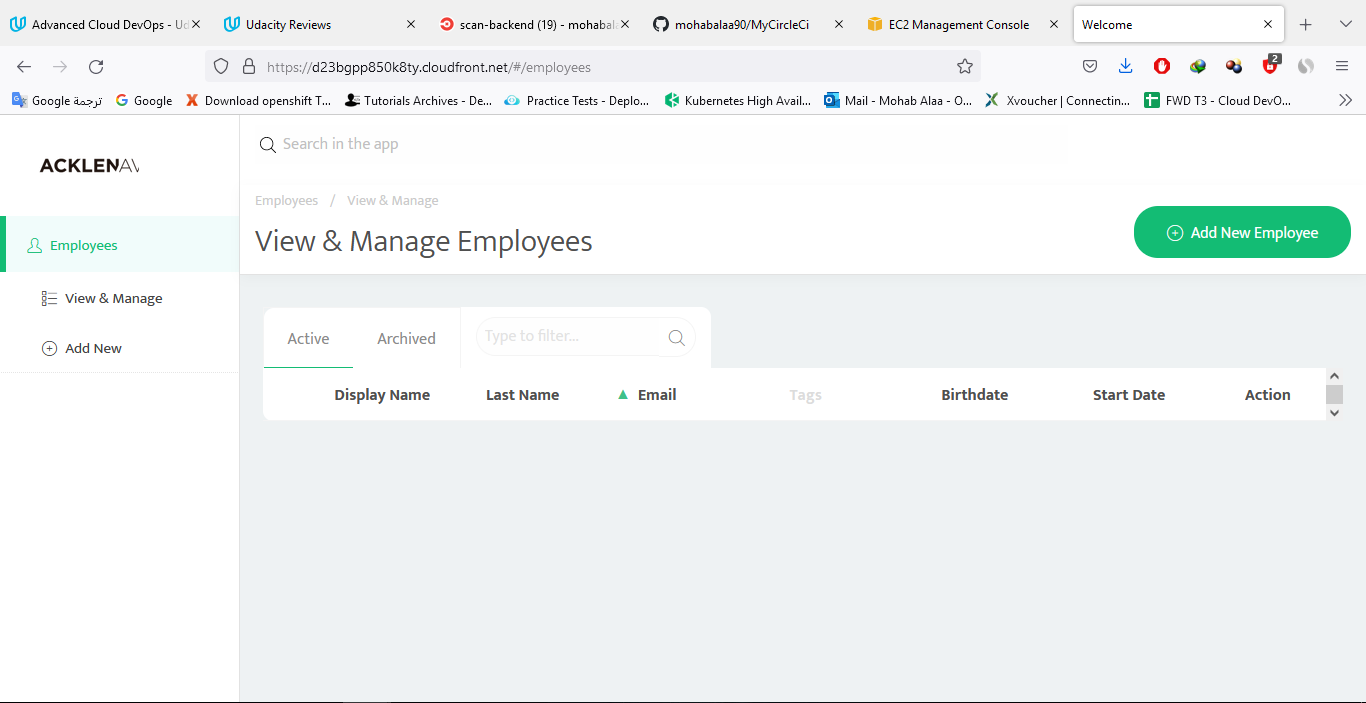 Advanced Cloud DevOps - Ud
Udacity Reviews
scan-backend (19) - mohabala
mohabalaa90/MyCircleCi
EC2 Management Console
Welcome
https://d23bgpp850k8ty.cloudfront.net/#/employees
2
ترجمة Google
Google
Download openshift T...
Tutorials Archives - De...
Practice Tests - Deplo...
Kubernetes High Avail...
Mail - Mohab Alaa - O...
Xvoucher | Connectin...
FWD T3 - Cloud DevO...
ACKLENAV
Search in the app
Employees / View & Manage
View & Manage Employees
Add New Employee
Employees
View & Manage
Add New
Active
Archived
Type to filter...
Display Name
Last Name
Email
Tags
Birthdate
Start Date
Action